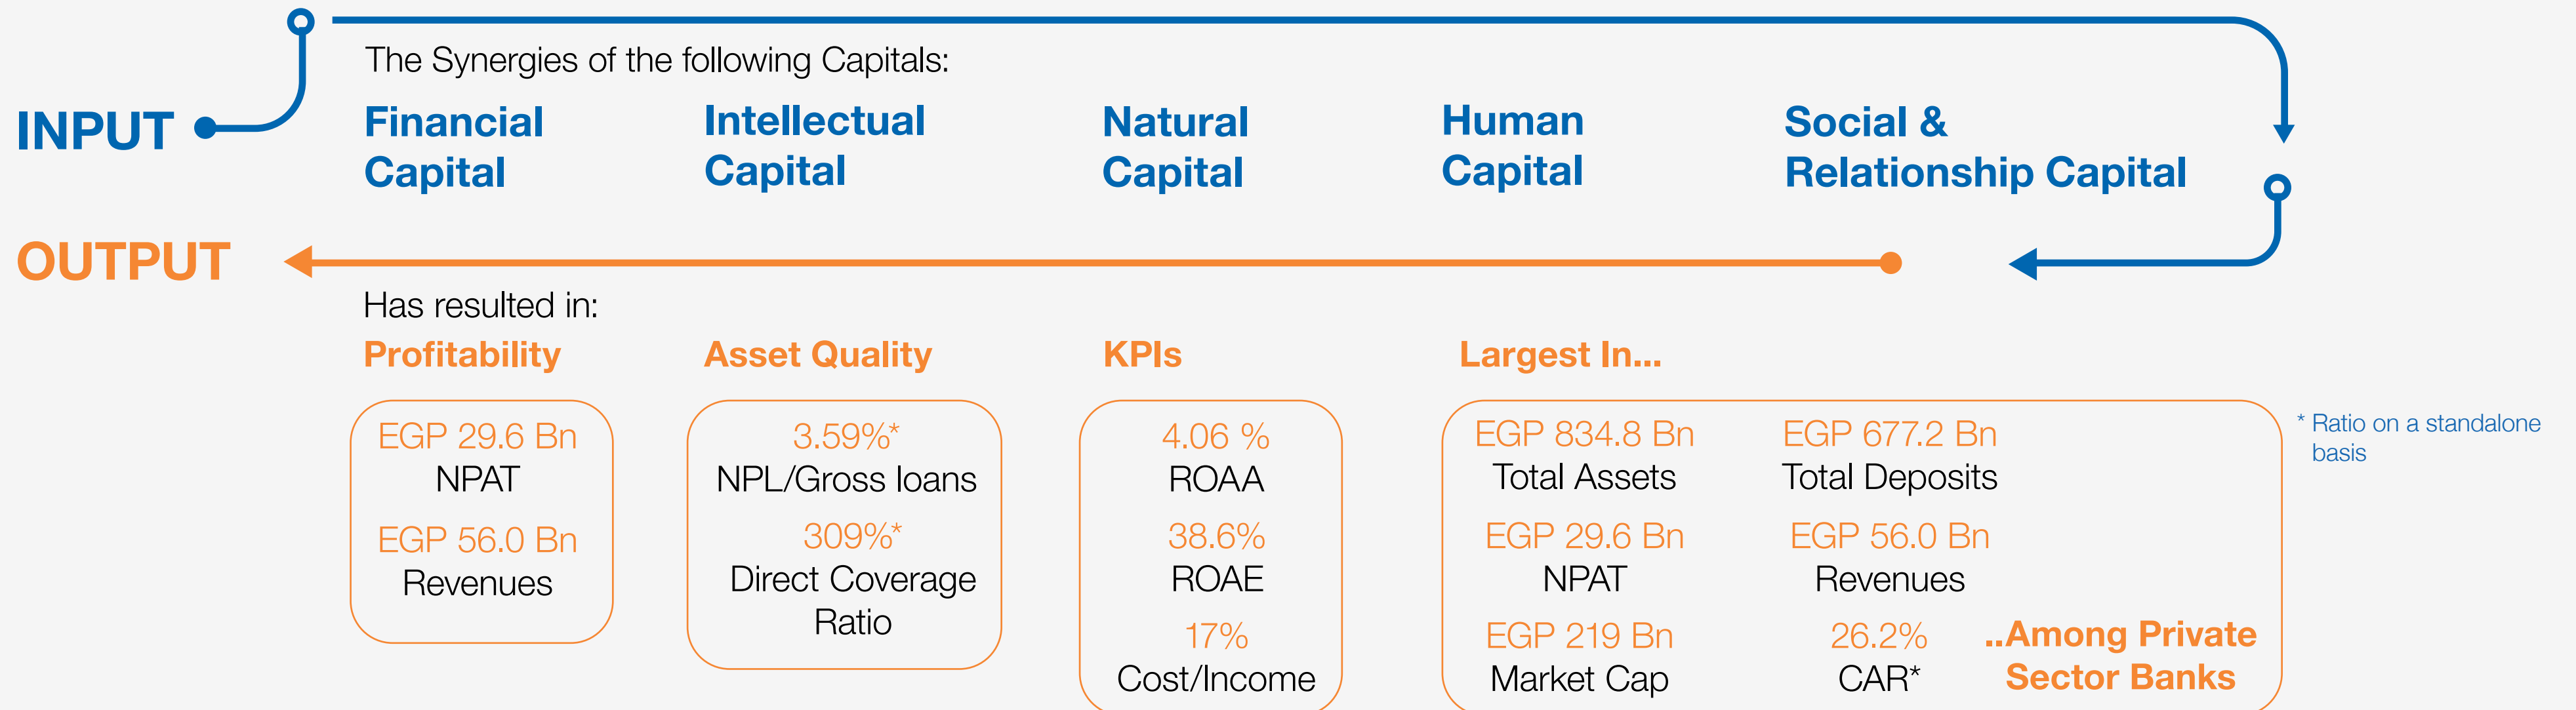 The Synergies of the following Capitals:
INPUT
Financial
Capital
Intellectual
Capital
Natural
Capital
Human
Capital
Social &
Relationship Capital
OUTPUT
Has resulted in:
Profitability
EGP 29.6 Bn
NPAT
EGP 56.0 Bn
Revenues
Asset Quality
3.59%*
NPL/Gross loans
309%*
Direct Coverage
Ratio
KPIs
4.06 %
ROAA
38.6%
ROAE
17%
Cost/Income
Largest In...
EGP 834.8 Bn
Total Assets
EGP 677.2 Bn
Total Deposits
EGP 29.6 Bn
NPAT
EGP 56.0 Bn
Revenues
EGP 219 Bn
Market Cap
26.2%
CAR*
..Among Private
Sector Banks
* Ratio on a standalone
basis